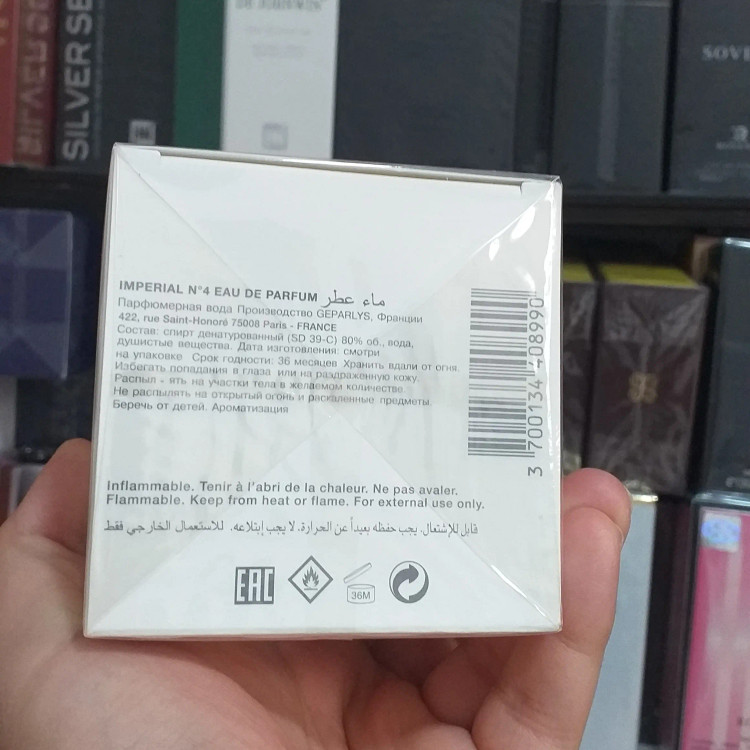 SILVER SE
SOVE
IMPERIAL N°4 EAU DE PARFUM ماء عطر
Парфюмерная вода Производство GEPARLYS, Франции
422, rue Saint-Honoré 75008 Paris - FRANCE
Состав: спирт денатурованный (SD 39-C) 80% об., вода,
душистые вещества. Дата изготовления: смотри
на упаковке Срок годности: 36 месяцев Хранить вдали от огня.
Избегать попадания в глаза или на раздраженную кожу.
Распыл - ять на участки тела в желаемом количестве.
Не распылять на открытый огонь и раскаленные предметы.
Беречь от детей. Ароматизация
3 700134 408990
Inflammable. Tenir à l'abri de la chaleur. Ne pas avaler.
Flammable. Keep from heat or flame. For external use only.
قابل للإشتعال. يجب حفظه بعيداً عن الحرارة. لا يجب إبتلاعه. للاستعمال الخارجي فقط
EAC
36M